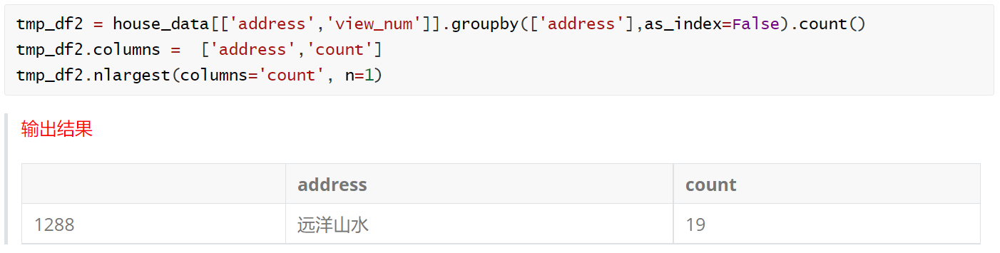 tmp_df2 = house_data[['address','view_num']].groupby(['address'],as_index=False).count()
tmp_df2.columns =  ['address','count']
tmp_df2.nlargest(columns='count', n=1)
输出结果
address count
1288 远洋山水 19